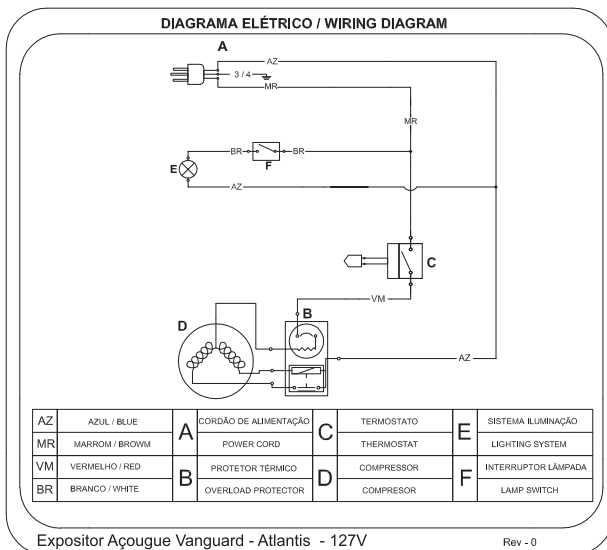 DIAGRAMA ELÉTRICO / WIRING DIAGRAM
A
AZ
3 / 4
MR
MR
BR
BR
E
F
AZ
C
VM
B
D
AZ
AZ AZUL / BLUE A CORDÃO DE ALIMENTAÇÃO C TERMOSTATO E SISTEMA ILUMINAÇÃO
MR MARROM / BROWM POWER CORD THERMOSTAT LIGHTING SYSTEM
VM VERMELHO / RED B PROTETOR TÉRMICO D COMPRESSOR F INTERRUPTOR LÂMPADA
BR BRANCO / WHITE OVERLOAD PROTECTOR COMPRESOR LAMP SWITCH
Expositor Açougue Vanguard - Atlantis - 127V Rev - 0